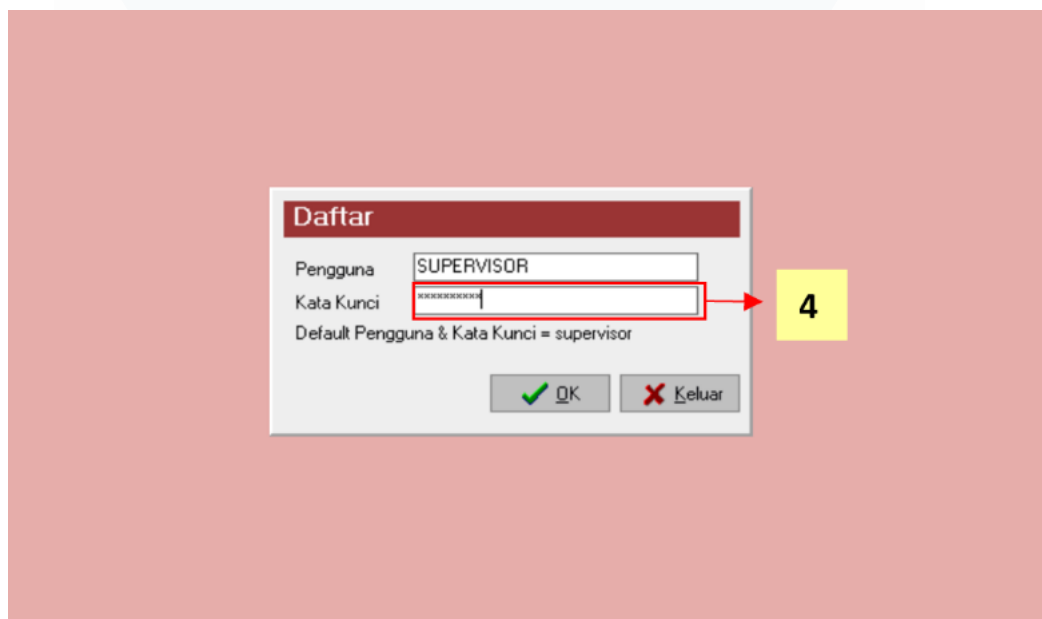 Daftar
Pengguna SUPERVISOR
Kata Kunci **********
4
Default Pengguna & Kata Kunci = supervisor
OK Keluar